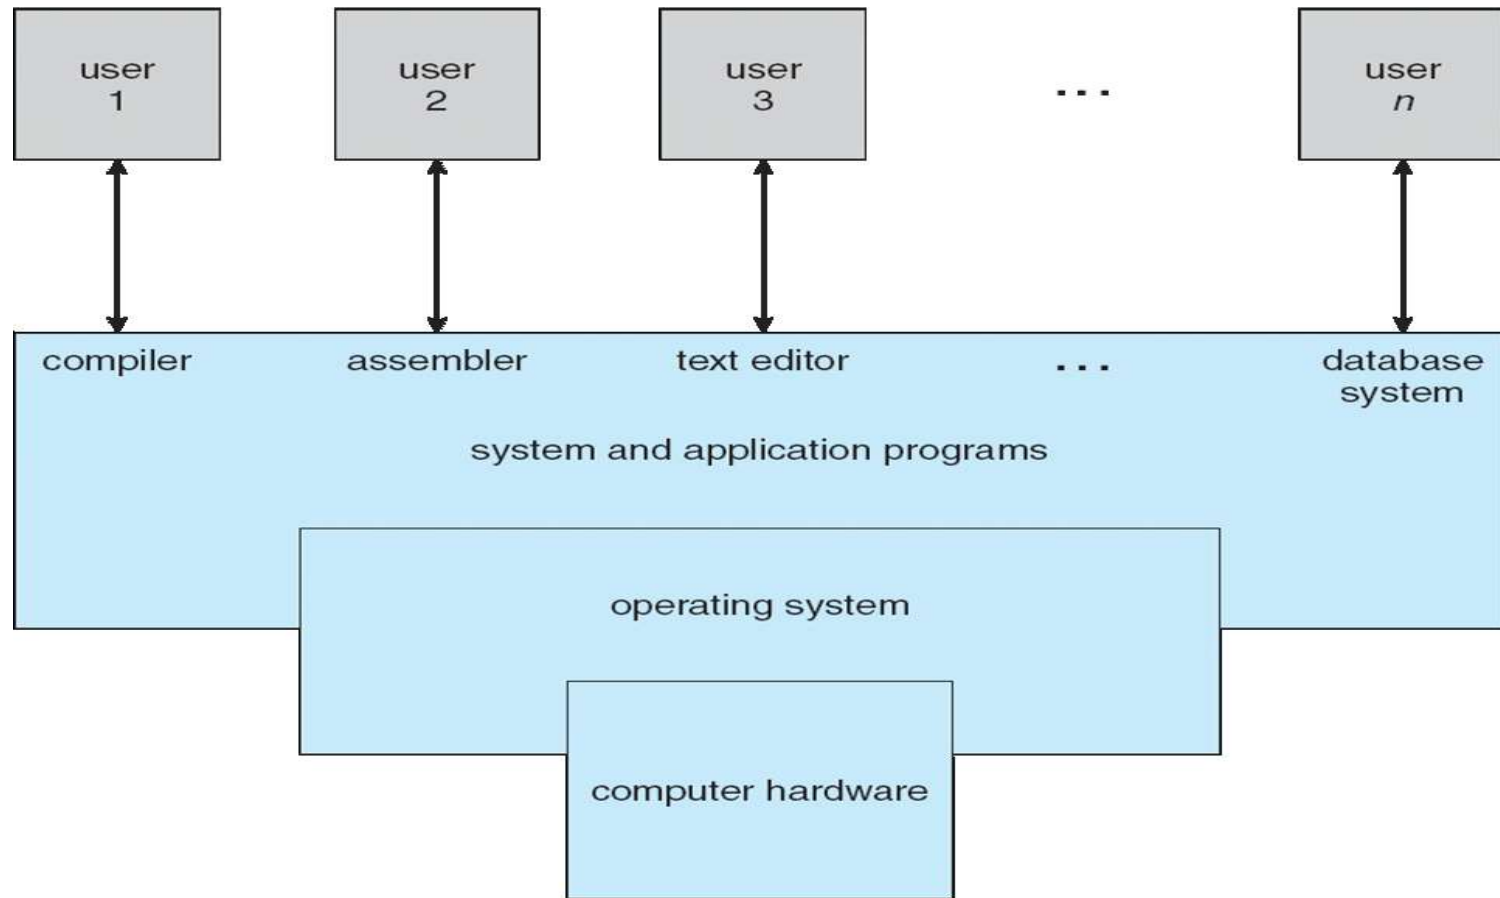 user
1
user
2
user
3
...
user
n
compiler
assembler
text editor
...
database
system
system and application programs
operating system
computer hardware